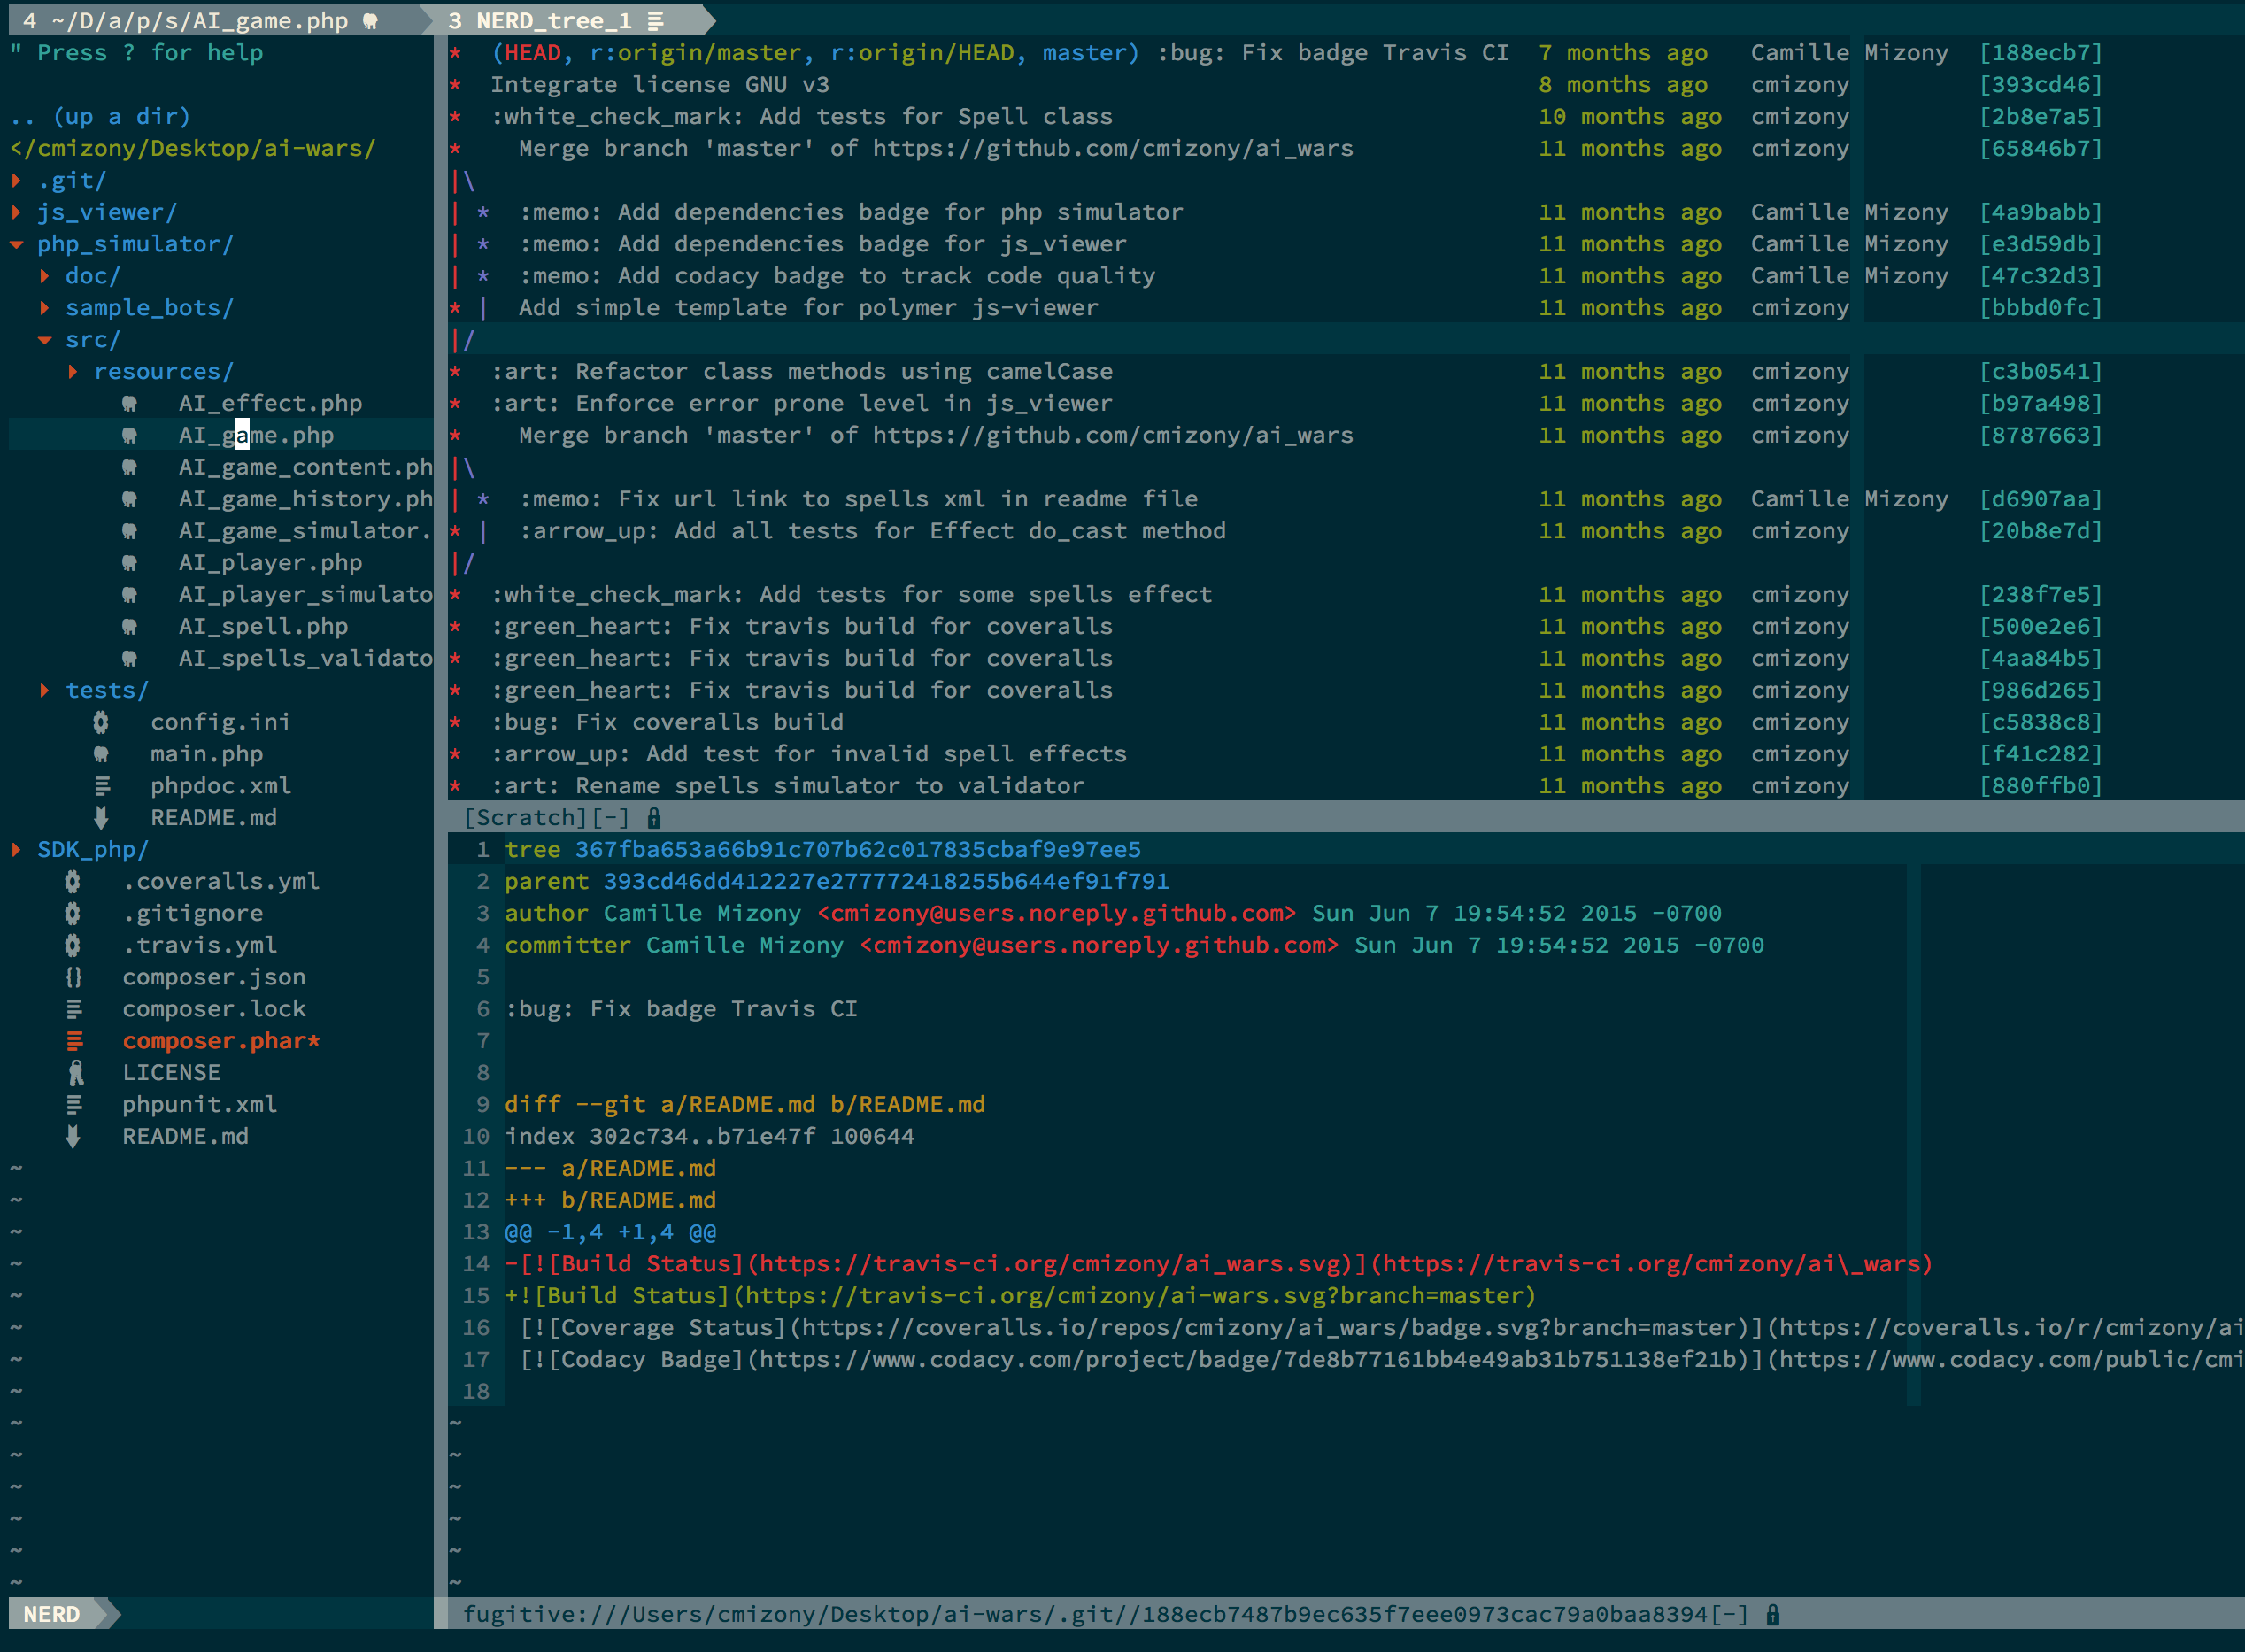 4 ~/D/a/p/s/AI_game.php
3 NERD_tree_1
" Press ? for help
.. (up a dir)
</cmizony/Desktop/ai-wars/
.git/
js_viewer/
php_simulator/
doc/
sample_bots/
src/
resources/
AI_effect.php
AI_game.php
AI_game_content.ph
AI_game_history.ph
AI_game_simulator.
AI_player.php
AI_player_simulato
AI_spell.php
AI_spells_validato
tests/
config.ini
main.php
phpdoc.xml
README.md
SDK_php/
.coveralls.yml
.gitignore
.travis.yml
composer.json
composer.lock
composer.phar*
LICENSE
phpunit.xml
README.md
~
~
~
~
~
~
~
~
~
~
~
~
~
~
NERD
* (HEAD, r:origin/master, r:origin/HEAD, master) :bug: Fix badge Travis CI 7 months ago Camille Mizony [188ecb7]
* Integrate license GNU v3 8 months ago cmizony [393cd46]
* :white_check_mark: Add tests for Spell class 10 months ago cmizony [2b8e7a5]
* Merge branch 'master' of https://github.com/cmizony/ai_wars 11 months ago cmizony [65846b7]
|\
| * :memo: Add dependencies badge for php simulator 11 months ago Camille Mizony [4a9babb]
| * :memo: Add dependencies badge for js_viewer 11 months ago Camille Mizony [e3d59db]
| * :memo: Add codacy badge to track code quality 11 months ago Camille Mizony [47c32d3]
* | Add simple template for polymer js-viewer 11 months ago cmizony [bbbd0fc]
|/
* :art: Refactor class methods using camelCase 11 months ago cmizony [c3b0541]
* :art: Enforce error prone level in js_viewer 11 months ago cmizony [b97a498]
* Merge branch 'master' of https://github.com/cmizony/ai_wars 11 months ago cmizony [8787663]
|\
| * :memo: Fix url link to spells xml in readme file 11 months ago Camille Mizony [d6907aa]
* | :arrow_up: Add all tests for Effect do_cast method 11 months ago cmizony [20b8e7d]
|/
* :white_check_mark: Add tests for some spells effect 11 months ago cmizony [238f7e5]
* :green_heart: Fix travis build for coveralls 11 months ago cmizony [500e2e6]
* :green_heart: Fix travis build for coveralls 11 months ago cmizony [4aa84b5]
* :green_heart: Fix travis build for coveralls 11 months ago cmizony [986d265]
* :bug: Fix coveralls build 11 months ago cmizony [c5838c8]
* :arrow_up: Add test for invalid spell effects 11 months ago cmizony [f41c282]
* :art: Rename spells simulator to validator 11 months ago cmizony [880ffb0]
[Scratch][-]
1 tree 367fba653a66b91c707b62c017835cbaf9e97ee5
2 parent 393cd46dd412227e277772418255b644ef91f791
3 author Camille Mizony <cmizony@users.noreply.github.com> Sun Jun 7 19:54:52 2015 -0700
4 committer Camille Mizony <cmizony@users.noreply.github.com> Sun Jun 7 19:54:52 2015 -0700
5
6 :bug: Fix badge Travis CI
7
8
9 diff --git a/README.md b/README.md
10 index 302c734..b71e47f 100644
11 --- a/README.md
12 +++ b/README.md
13 @@ -1,4 +1,4 @@
14 -[![Build Status](https://travis-ci.org/cmizony/ai_wars.svg)](https://travis-ci.org/cmizony/ai\_wars)
15 +![Build Status](https://travis-ci.org/cmizony/ai-wars.svg?branch=master)
16 [![Coverage Status](https://coveralls.io/repos/cmizony/ai_wars/badge.svg?branch=master)](https://coveralls.io/r/cmizony/ai
17 [![Codacy Badge](https://www.codacy.com/project/badge/7de8b77161bb4e49ab31b751138ef21b)](https://www.codacy.com/public/cmi
18
~
~
~
~
~
~
fugitive:///Users/cmizony/Desktop/ai-wars/.git//188ecb7487b9ec635f7eee0973cac79a0baa8394[-]